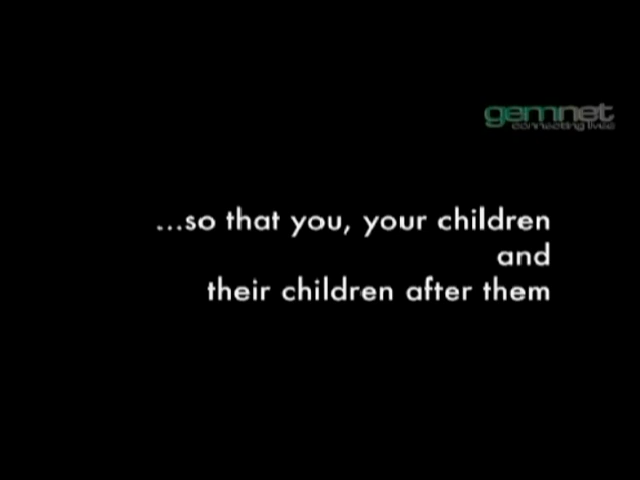 gemnet
connecting lives
...so that you, your children
and
their children after them